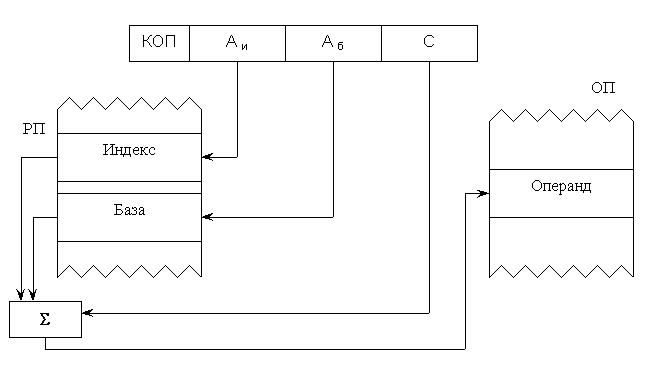 КОП А и А б С
ОП
РП
Индекс
Операнд
База
Σ